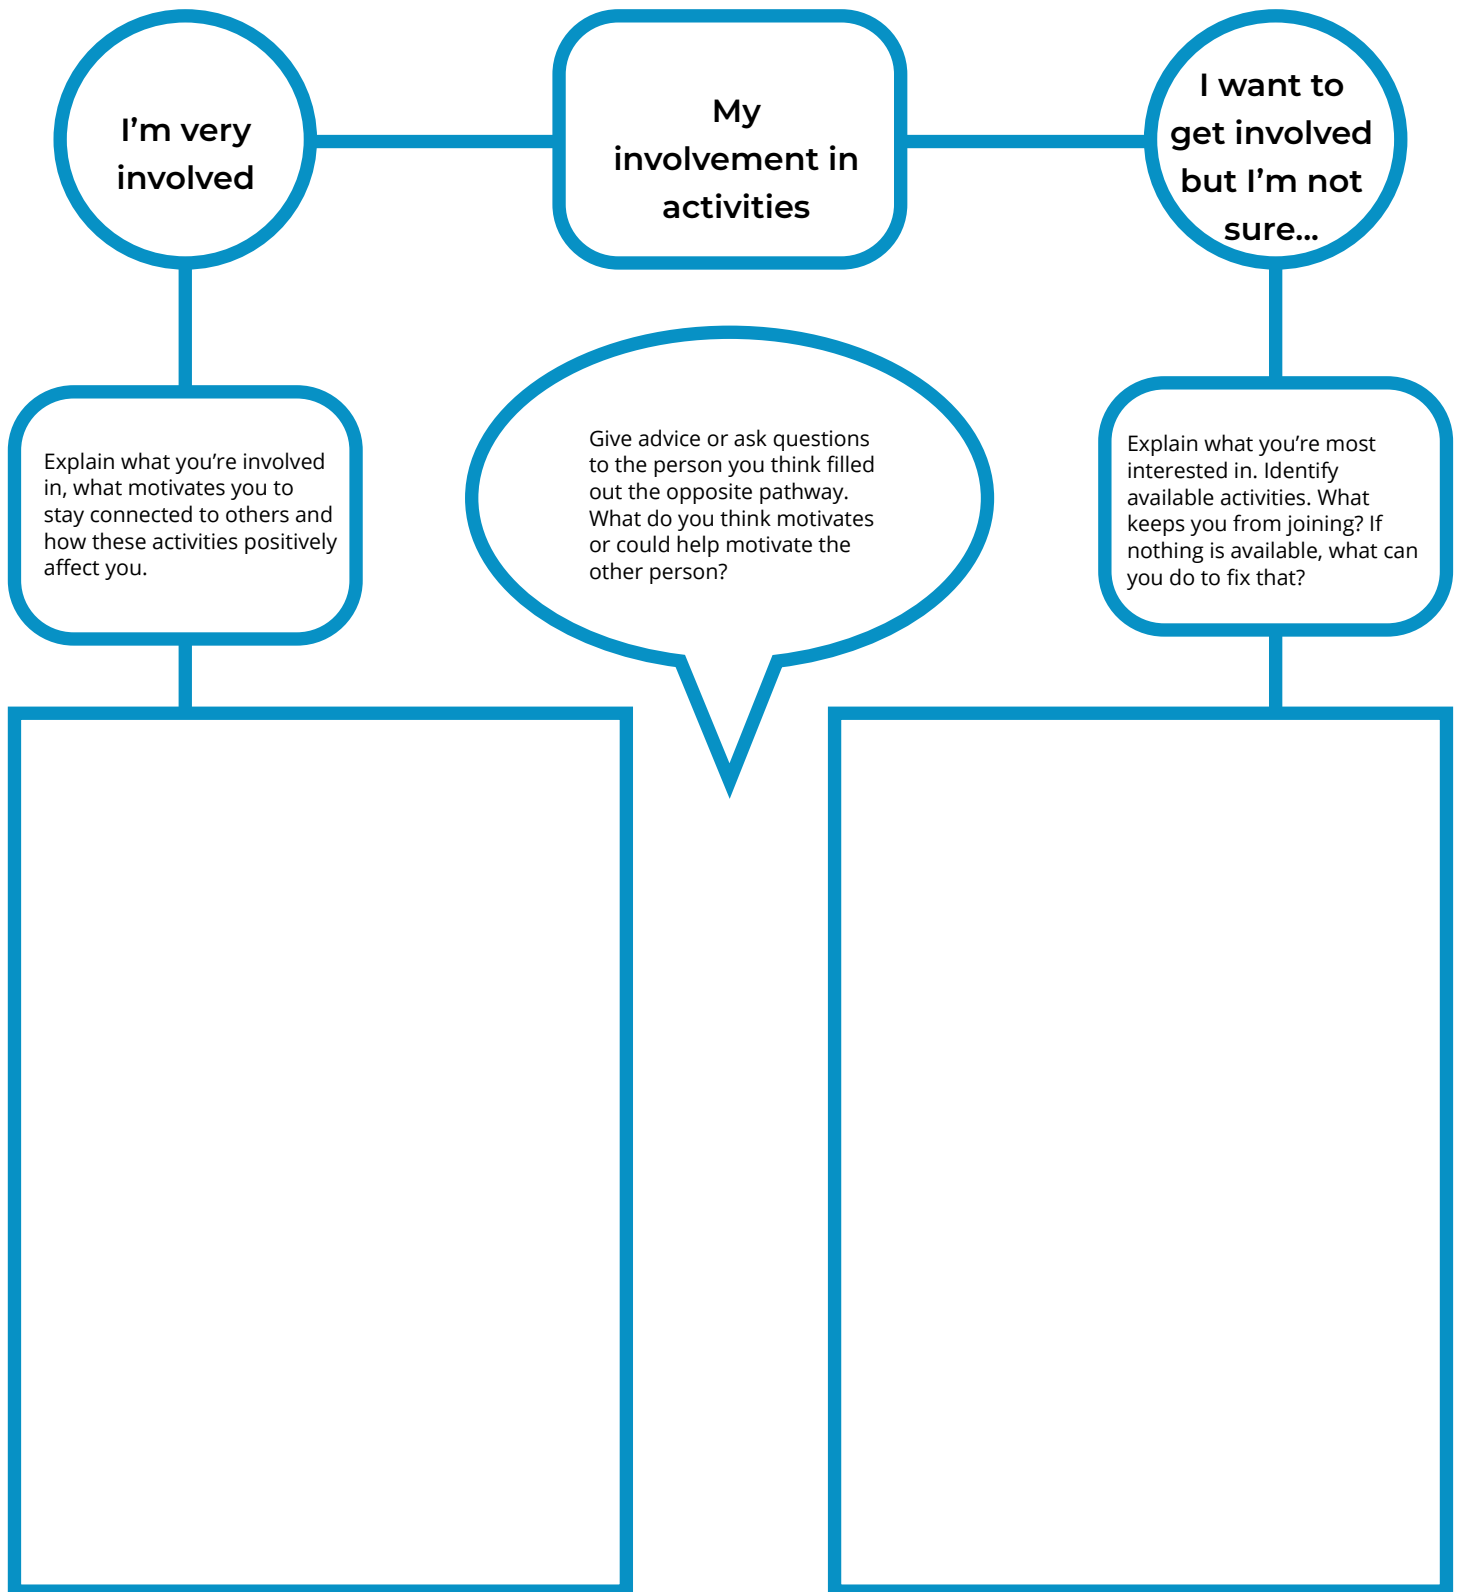 I’m very
involved
My
involvement in
activities
I want to
get involved
but I’m not
sure...
Explain what you’re involved
in, what motivates you to
stay connected to others and
how these activities positively
affect you.
Give advice or ask questions
to the person you think filled
out the opposite pathway.
What do you think motivates
or could help motivate the
other person?
Explain what you’re most
interested in. Identify
available activities. What
keeps you from joining? If
nothing is available, what can
you do to fix that?